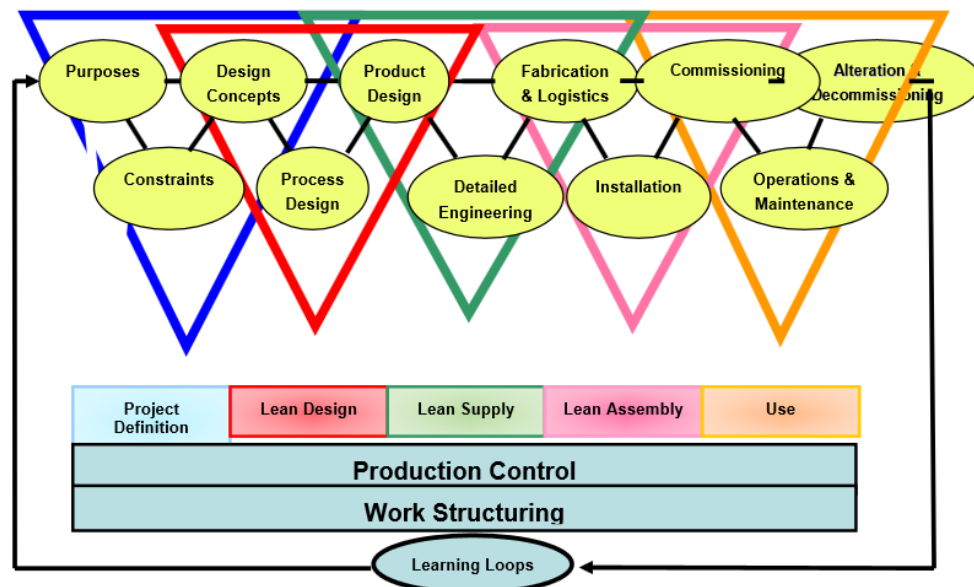 Purposes
Design
Concepts
Product
Design
Fabrication
& Logistics
Commissioning
Alteration &
Decommissioning
Constraints
Process
Design
Detailed
Engineering
Installation
Operations &
Maintenance
Project
Definition
Lean Design
Lean Supply
Lean Assembly
Use
Production Control
Work Structuring
Learning Loops